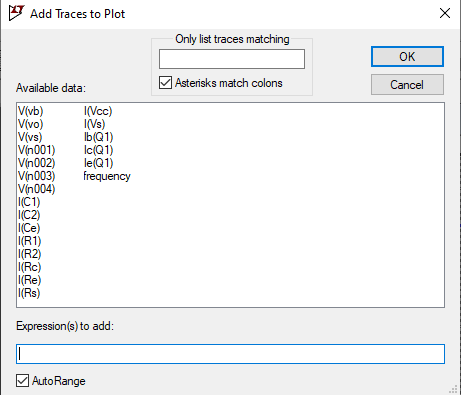 Add Traces to Plot
Only list traces matching
Asterisks match colons
OK
Cancel
Available data:
V(vb)
V(vo)
V(vs)
V(n001)
V(n002)
V(n003)
V(n004)
I(C1)
I(C2)
I(Ce)
I(R1)
I(R2)
I(Rc)
I(Re)
I(Rs)
I(Vcc)
I(Vs)
Ib(Q1)
Ic(Q1)
Ie(Q1)
frequency
Expression(s) to add:
AutoRange